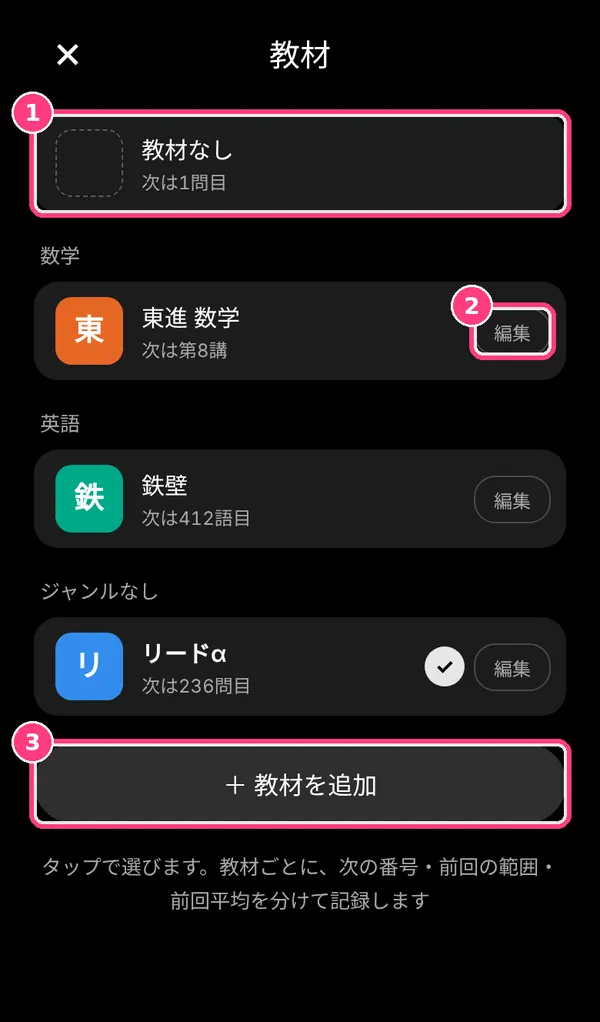 教材
1
教材なし
次は1問目
数学
東
東進 数学
次は第8講
2
編集
英語
鉄
鉄壁
次は412語目
編集
ジャンルなし
リ
リードα
次は236問目
編集
3
＋ 教材を追加
タップで選びます。教材ごとに、次の番号・前回の範囲・
前回平均を分けて記録します